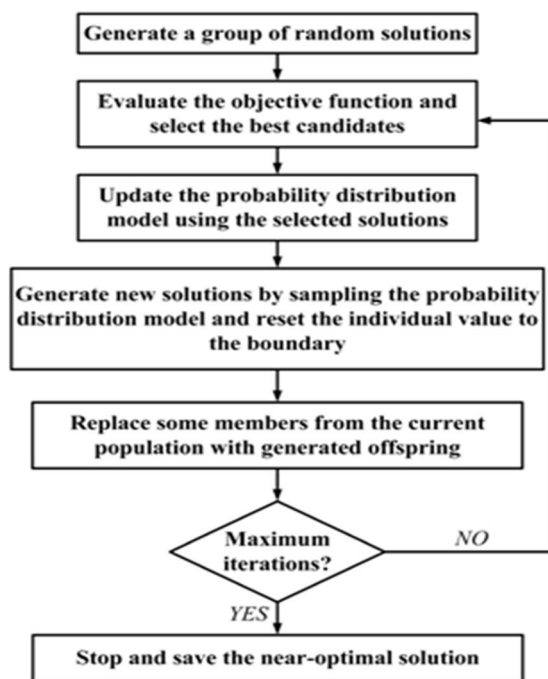 Generate a group of random solutions
Evaluate the objective function and
select the best candidates
Update the probability distribution
model using the selected solutions
Generate new solutions by sampling the probability
distribution model and reset the individual value to
the boundary
Replace some members from the current
population with generated offspring
Maximum
iterations?
NO
YES
Stop and save the near-optimal solution